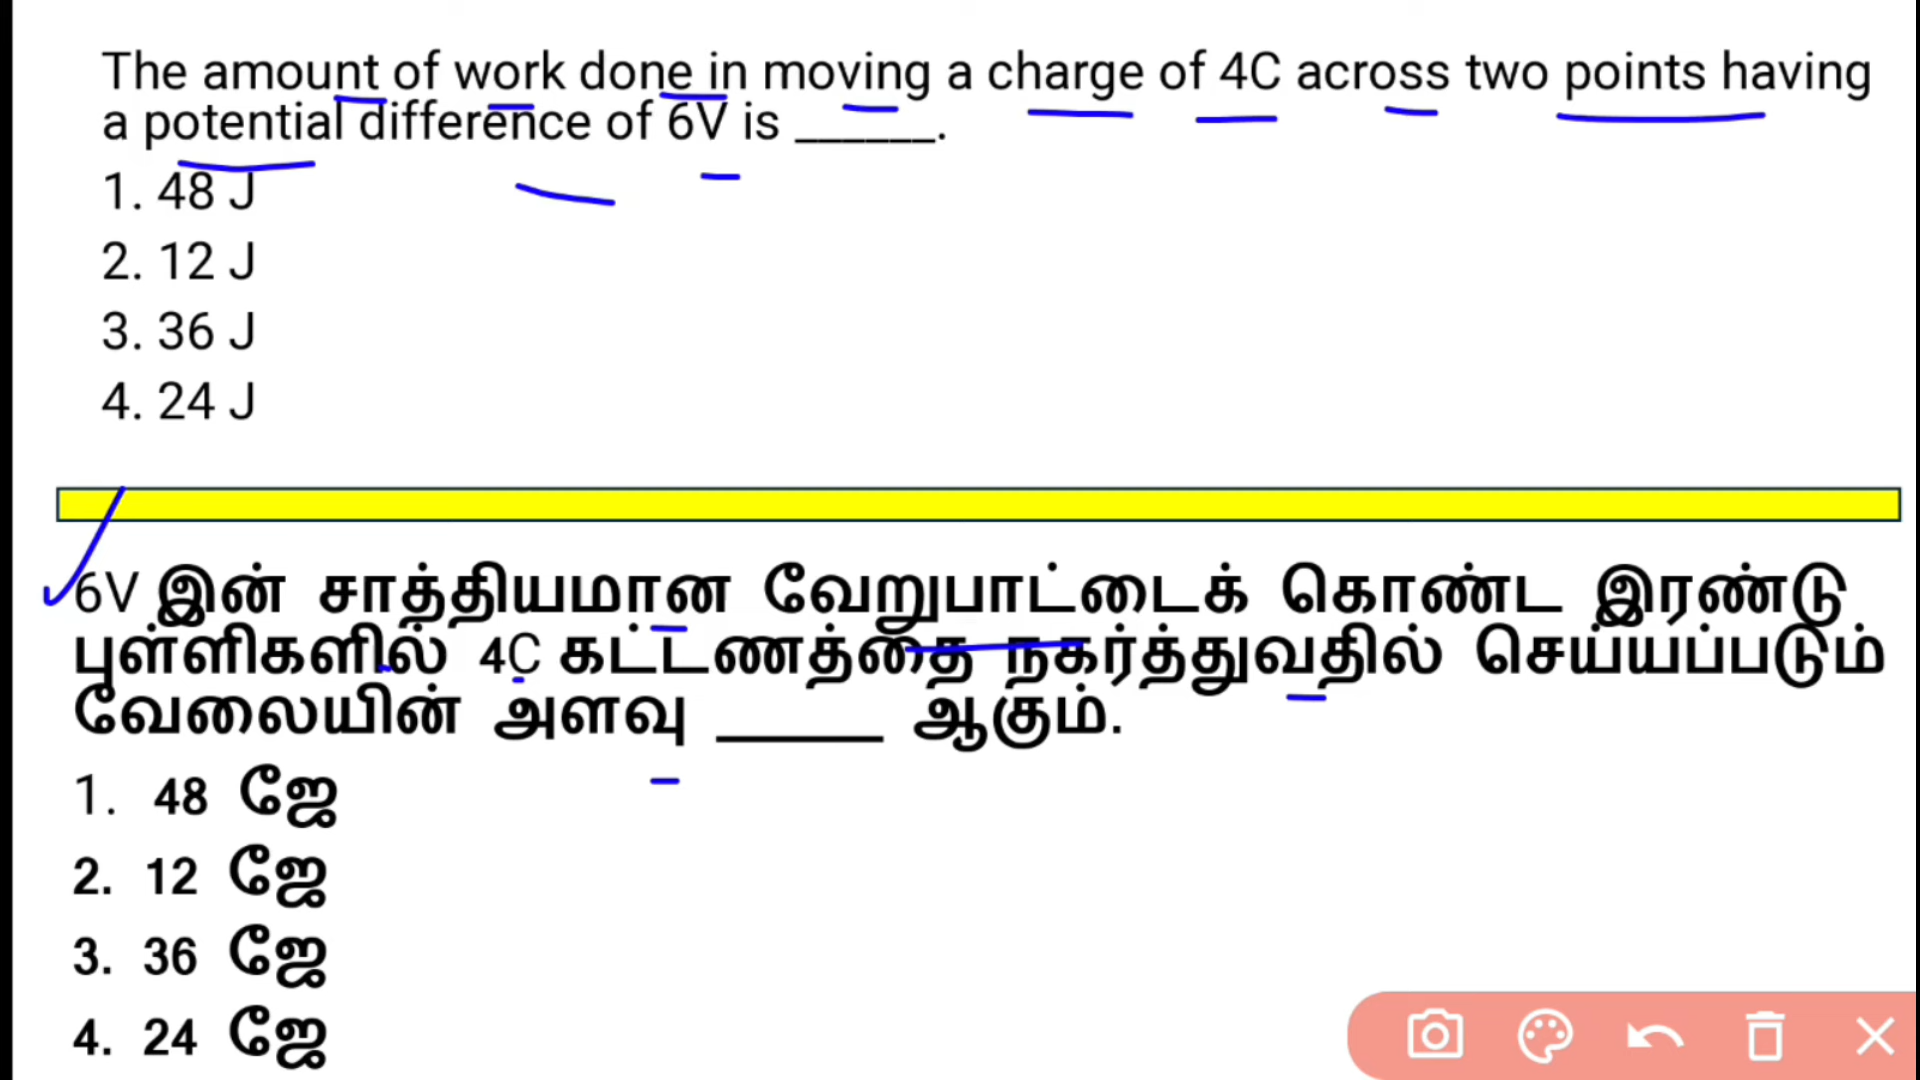 The amount of work done in moving a charge of 4C across two points having
a potential difference of 6V is ______.
1. 48 J
2. 12 J
3. 36 J
4. 24 J
6V இன் சாத்தியமான வேறுபாட்டைக் கொண்ட இரண்டு
புள்ளிகளில் 4C கட்டணத்தை நகர்த்துவதில் செய்யப்படும்
வேலையின் அளவு ______ ஆகும்.
1. 48 ஜே
2. 12 ஜே
3. 36 ஜே
4. 24 ஜே